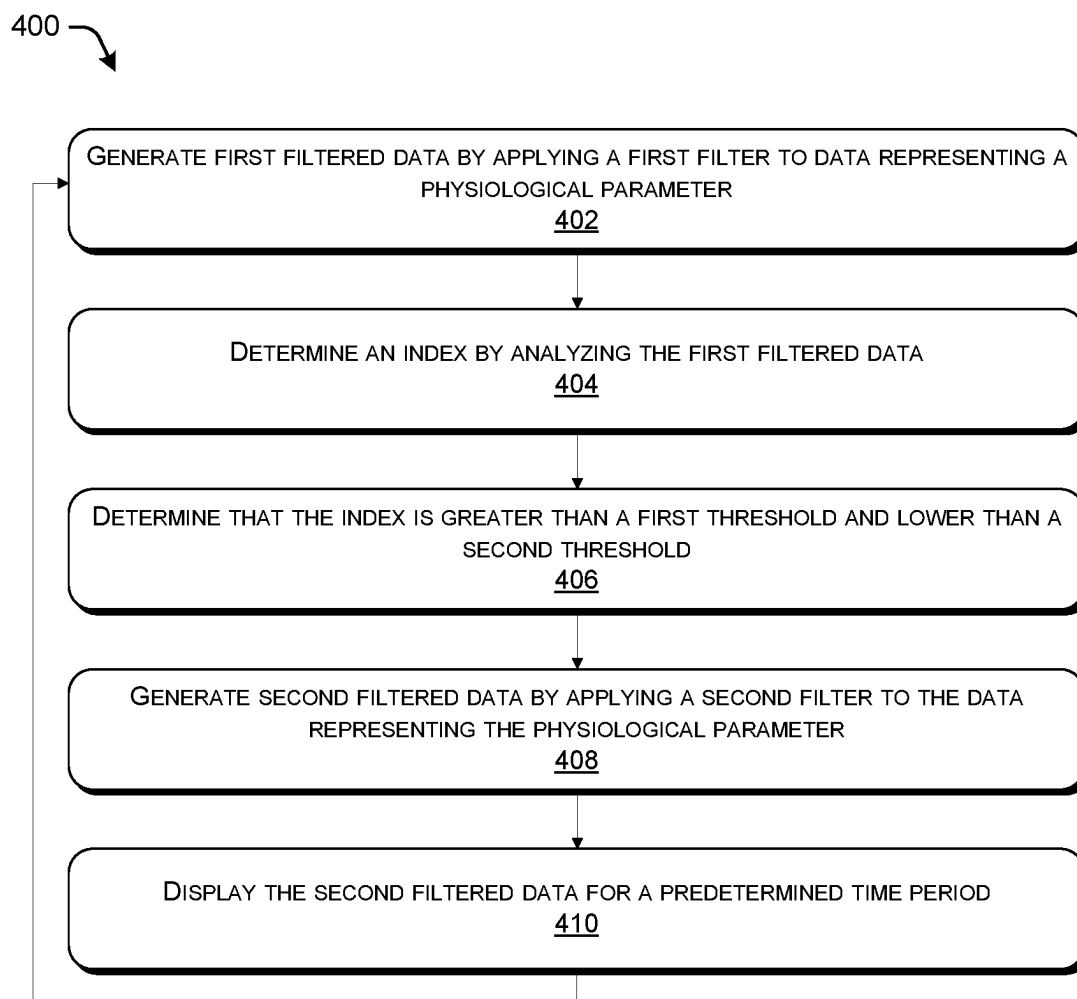 400
GENERATE FIRST FILTERED DATA BY APPLYING A FIRST FILTER TO DATA REPRESENTING A
PHYSIOLOGICAL PARAMETER
402
DETERMINE AN INDEX BY ANALYZING THE FIRST FILTERED DATA
404
DETERMINE THAT THE INDEX IS GREATER THAN A FIRST THRESHOLD AND LOWER THAN A
SECOND THRESHOLD
406
GENERATE SECOND FILTERED DATA BY APPLYING A SECOND FILTER TO THE DATA
REPRESENTING THE PHYSIOLOGICAL PARAMETER
408
DISPLAY THE SECOND FILTERED DATA FOR A PREDETERMINED TIME PERIOD
410